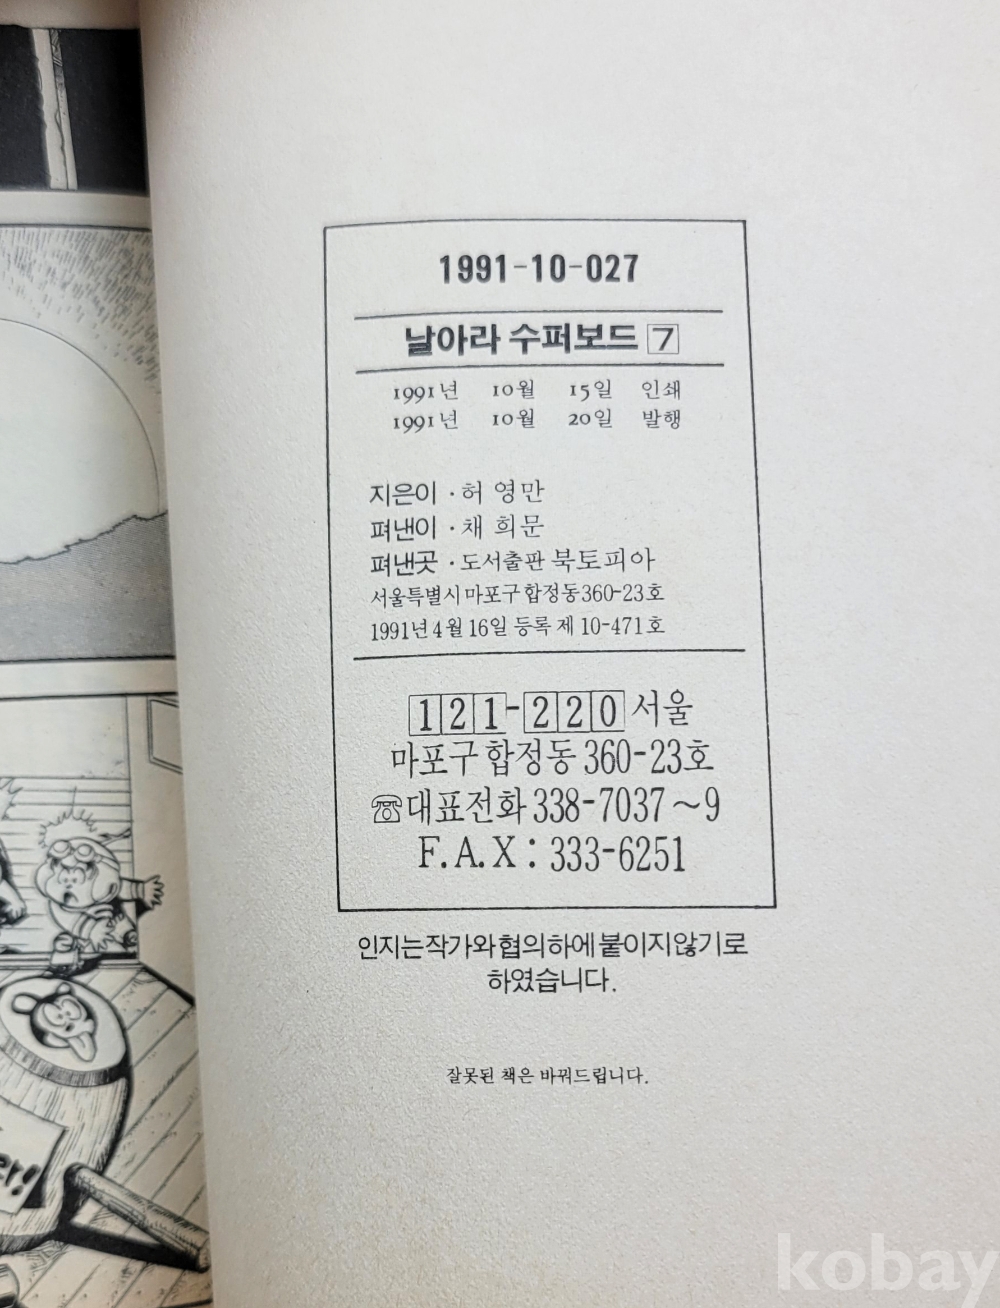 1991-10-027
날아라 수퍼보드 7
1991년 10월 15일 인쇄
1991년 10월 20일 발행
지은이·허 영만
펴낸이·채 희문
펴낸곳·도서출판 북토피아
서울특별시마포구합정동360-23호
1991년 4월 16일 등록 제 10-471호
121-220 서울
마포구 합정동 360-23호
☏대표전화 338-7037~9
F.A.X : 333-6251
인지는작가와협의하에붙이지않기로
하였습니다.
잘못된 책은 바꿔드립니다.
kobay